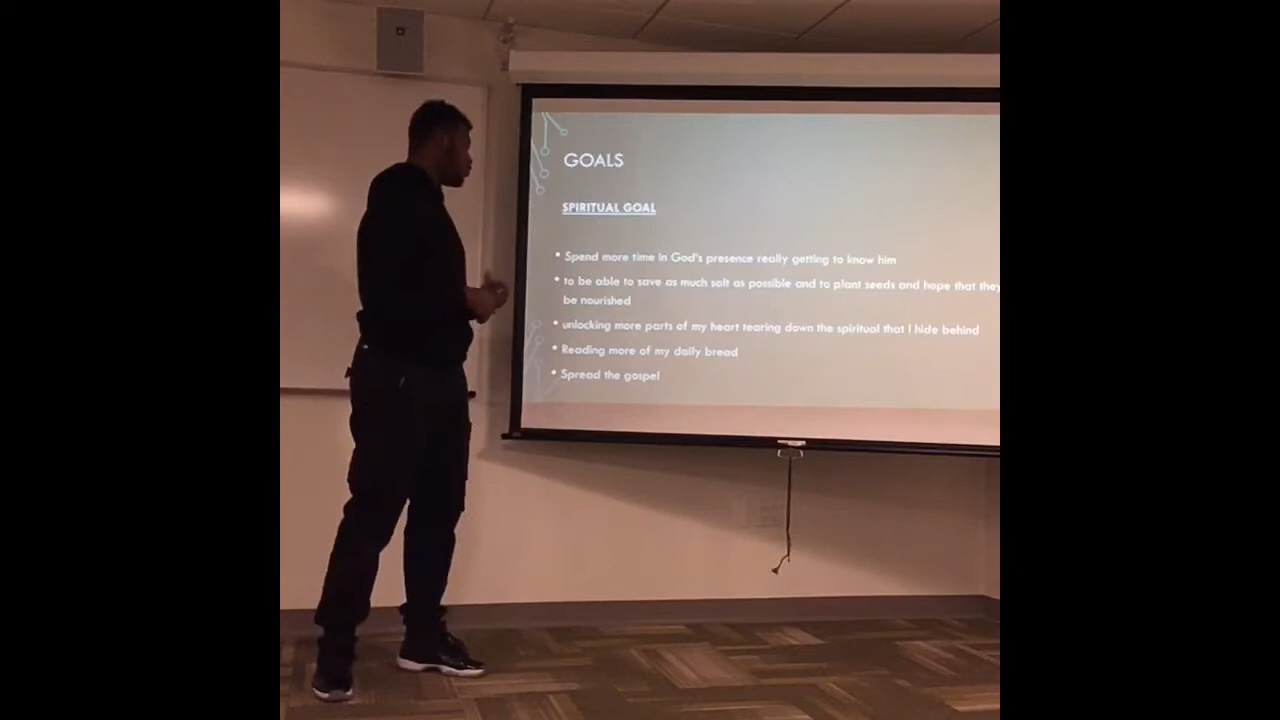 GOALS
SPIRITUAL GOAL
• Spend more time in God's presence really getting to know him
• to be able to save as much salt as possible and to plant seeds and hope that they
be nourished
• unlocking more parts of my heart tearing down the spiritual that I hide behind
• Reading more of my daily bread
• Spread the gospel